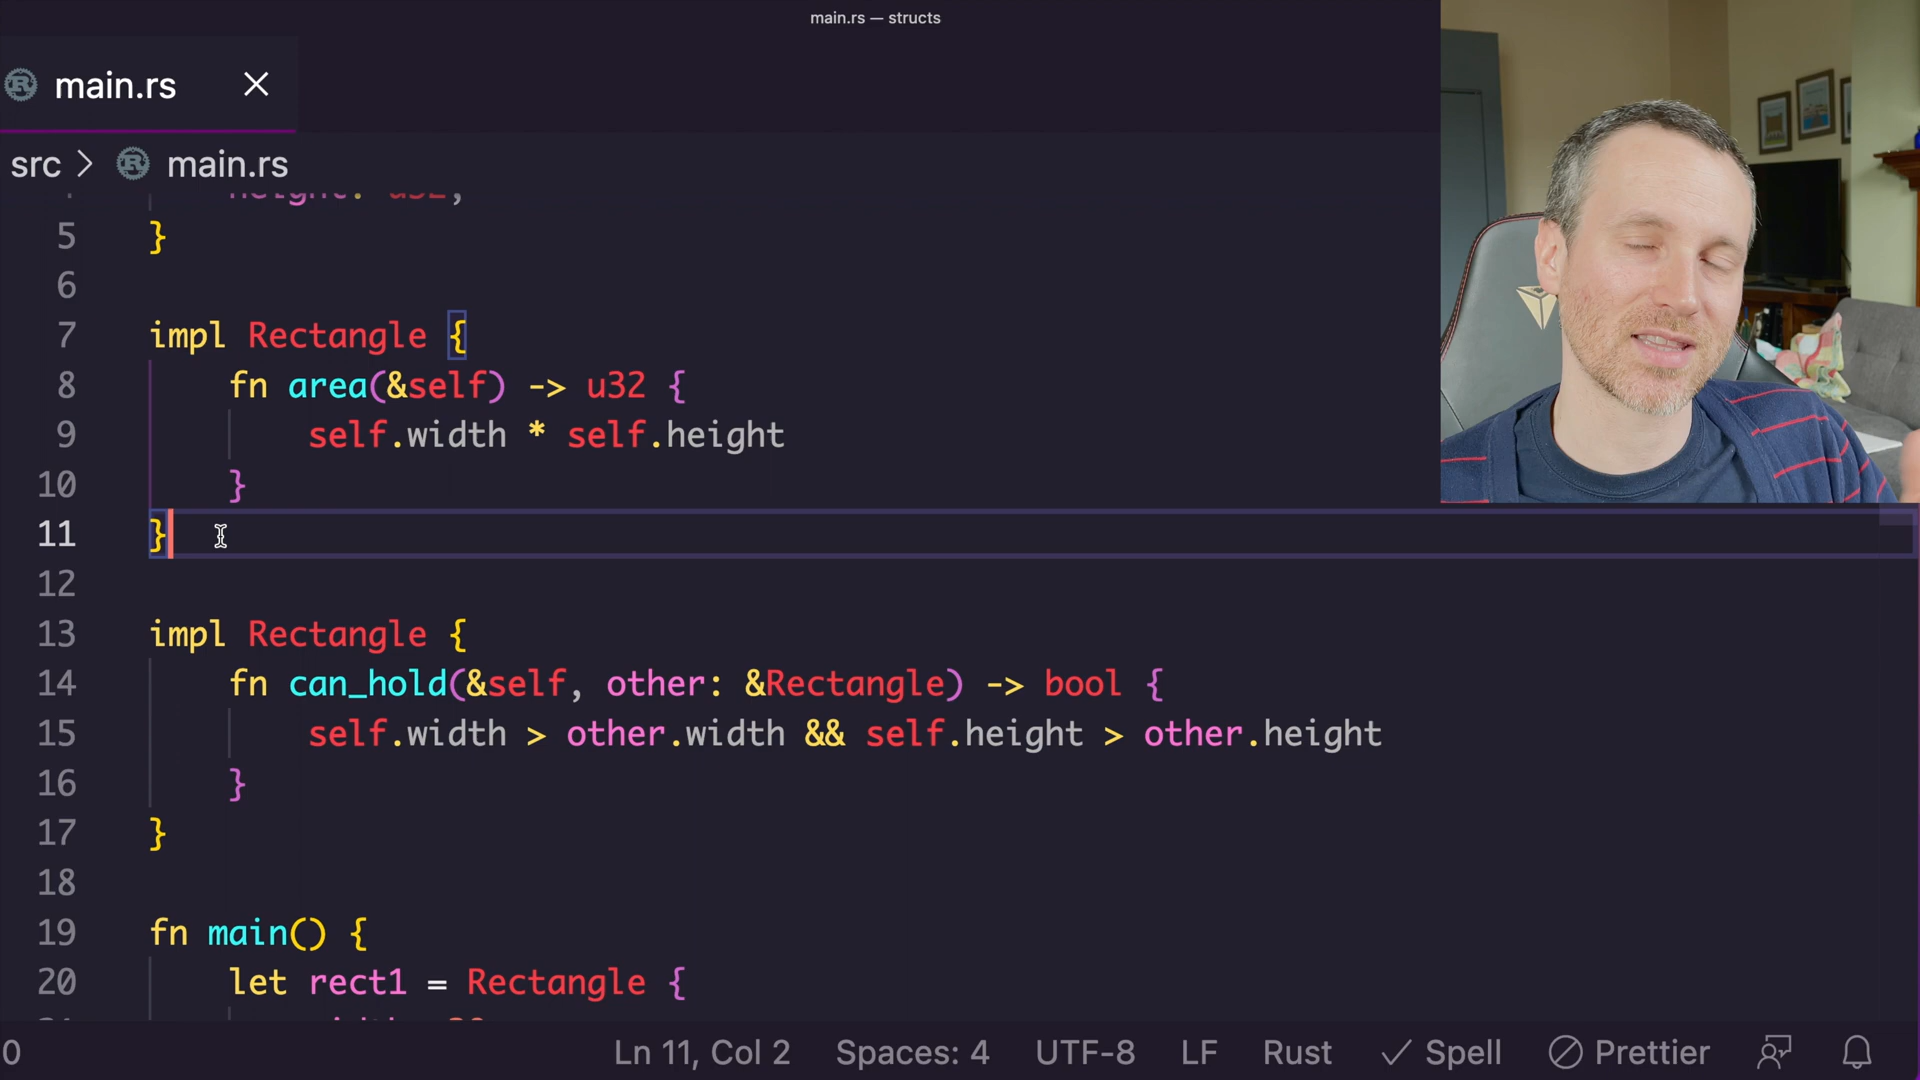 main.rs — structs
main.rs
src > main.rs
height: u32,
5 }
6
7 impl Rectangle {
8 fn area(&self) -> u32 {
9 self.width * self.height
10 }
11 }
12
13 impl Rectangle {
14 fn can_hold(&self, other: &Rectangle) -> bool {
15 self.width > other.width && self.height > other.height
16 }
17 }
18
19 fn main() {
20 let rect1 = Rectangle {
0 Ln 11, Col 2 Spaces: 4 UTF-8 LF Rust Spell Prettier